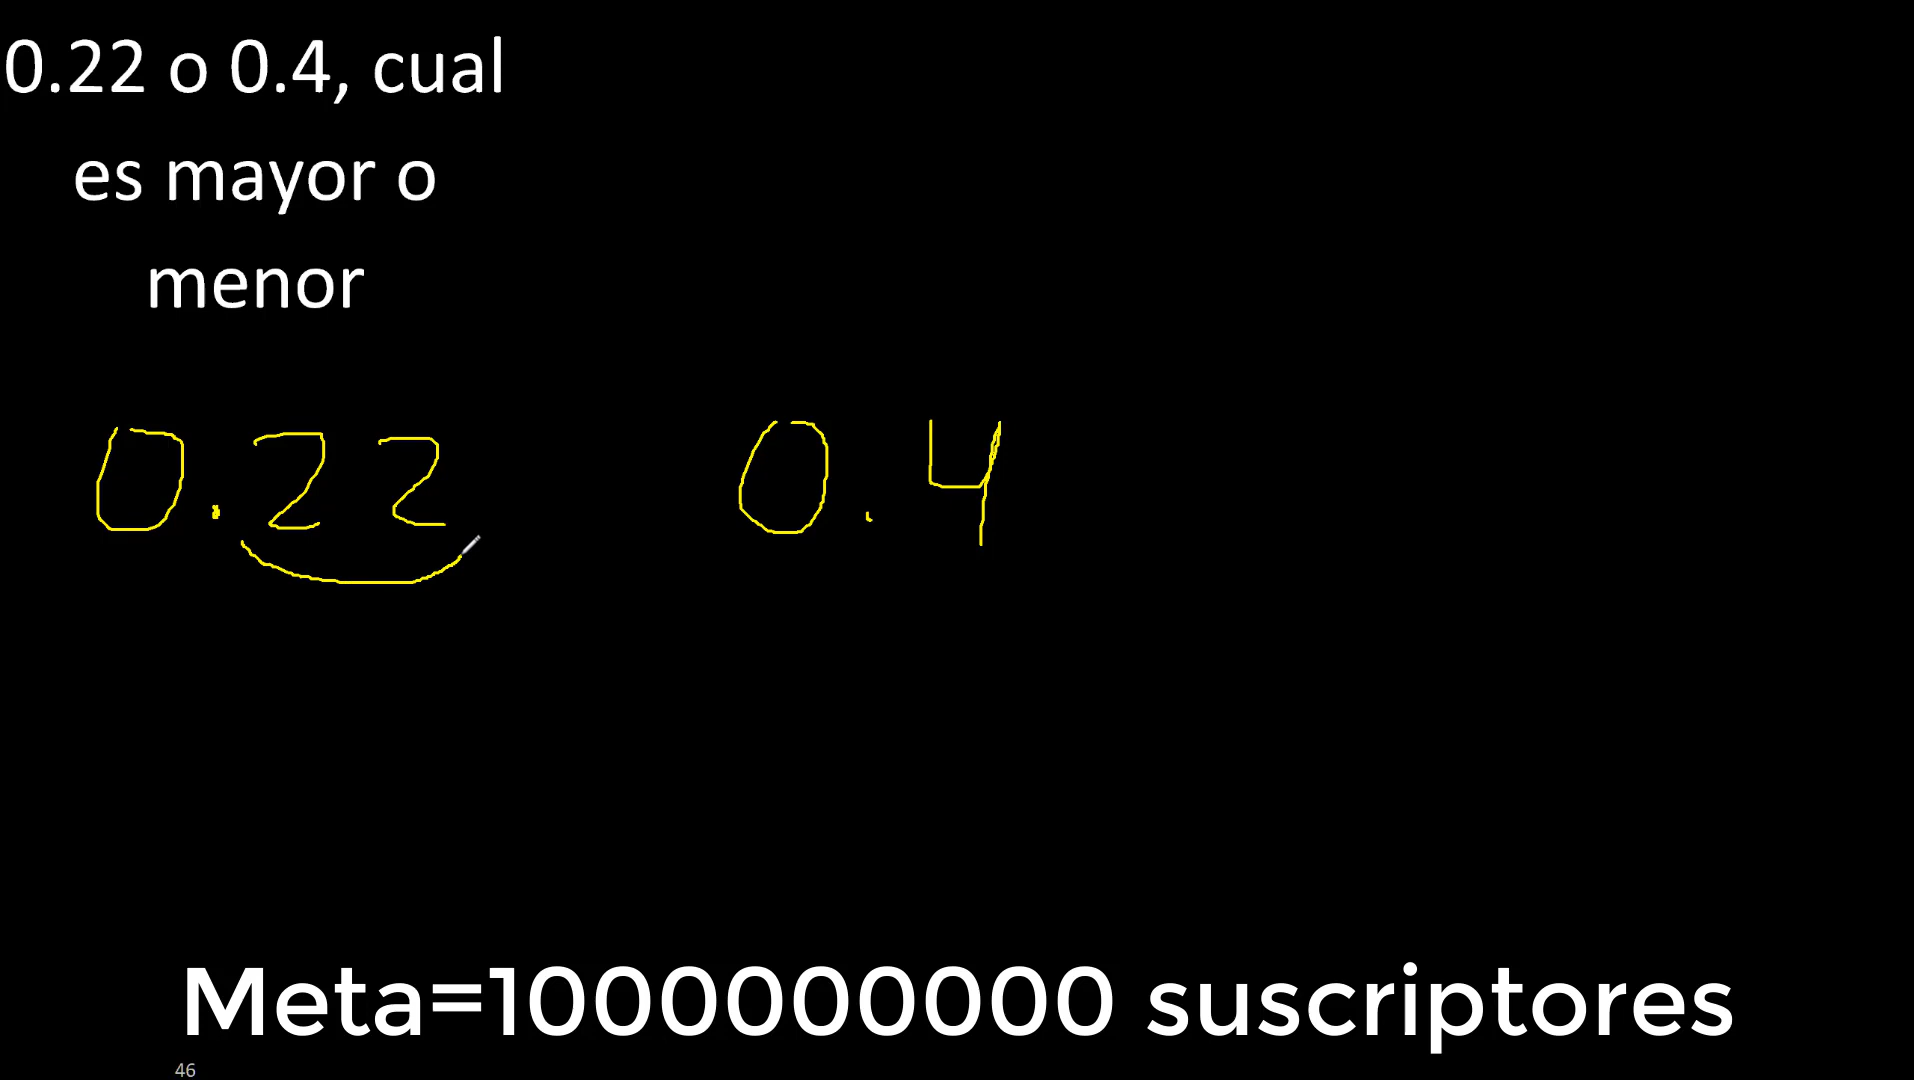 0.22 o 0.4, cual
es mayor o
menor
0.22 0.4
Meta=1000000000 suscriptores
46